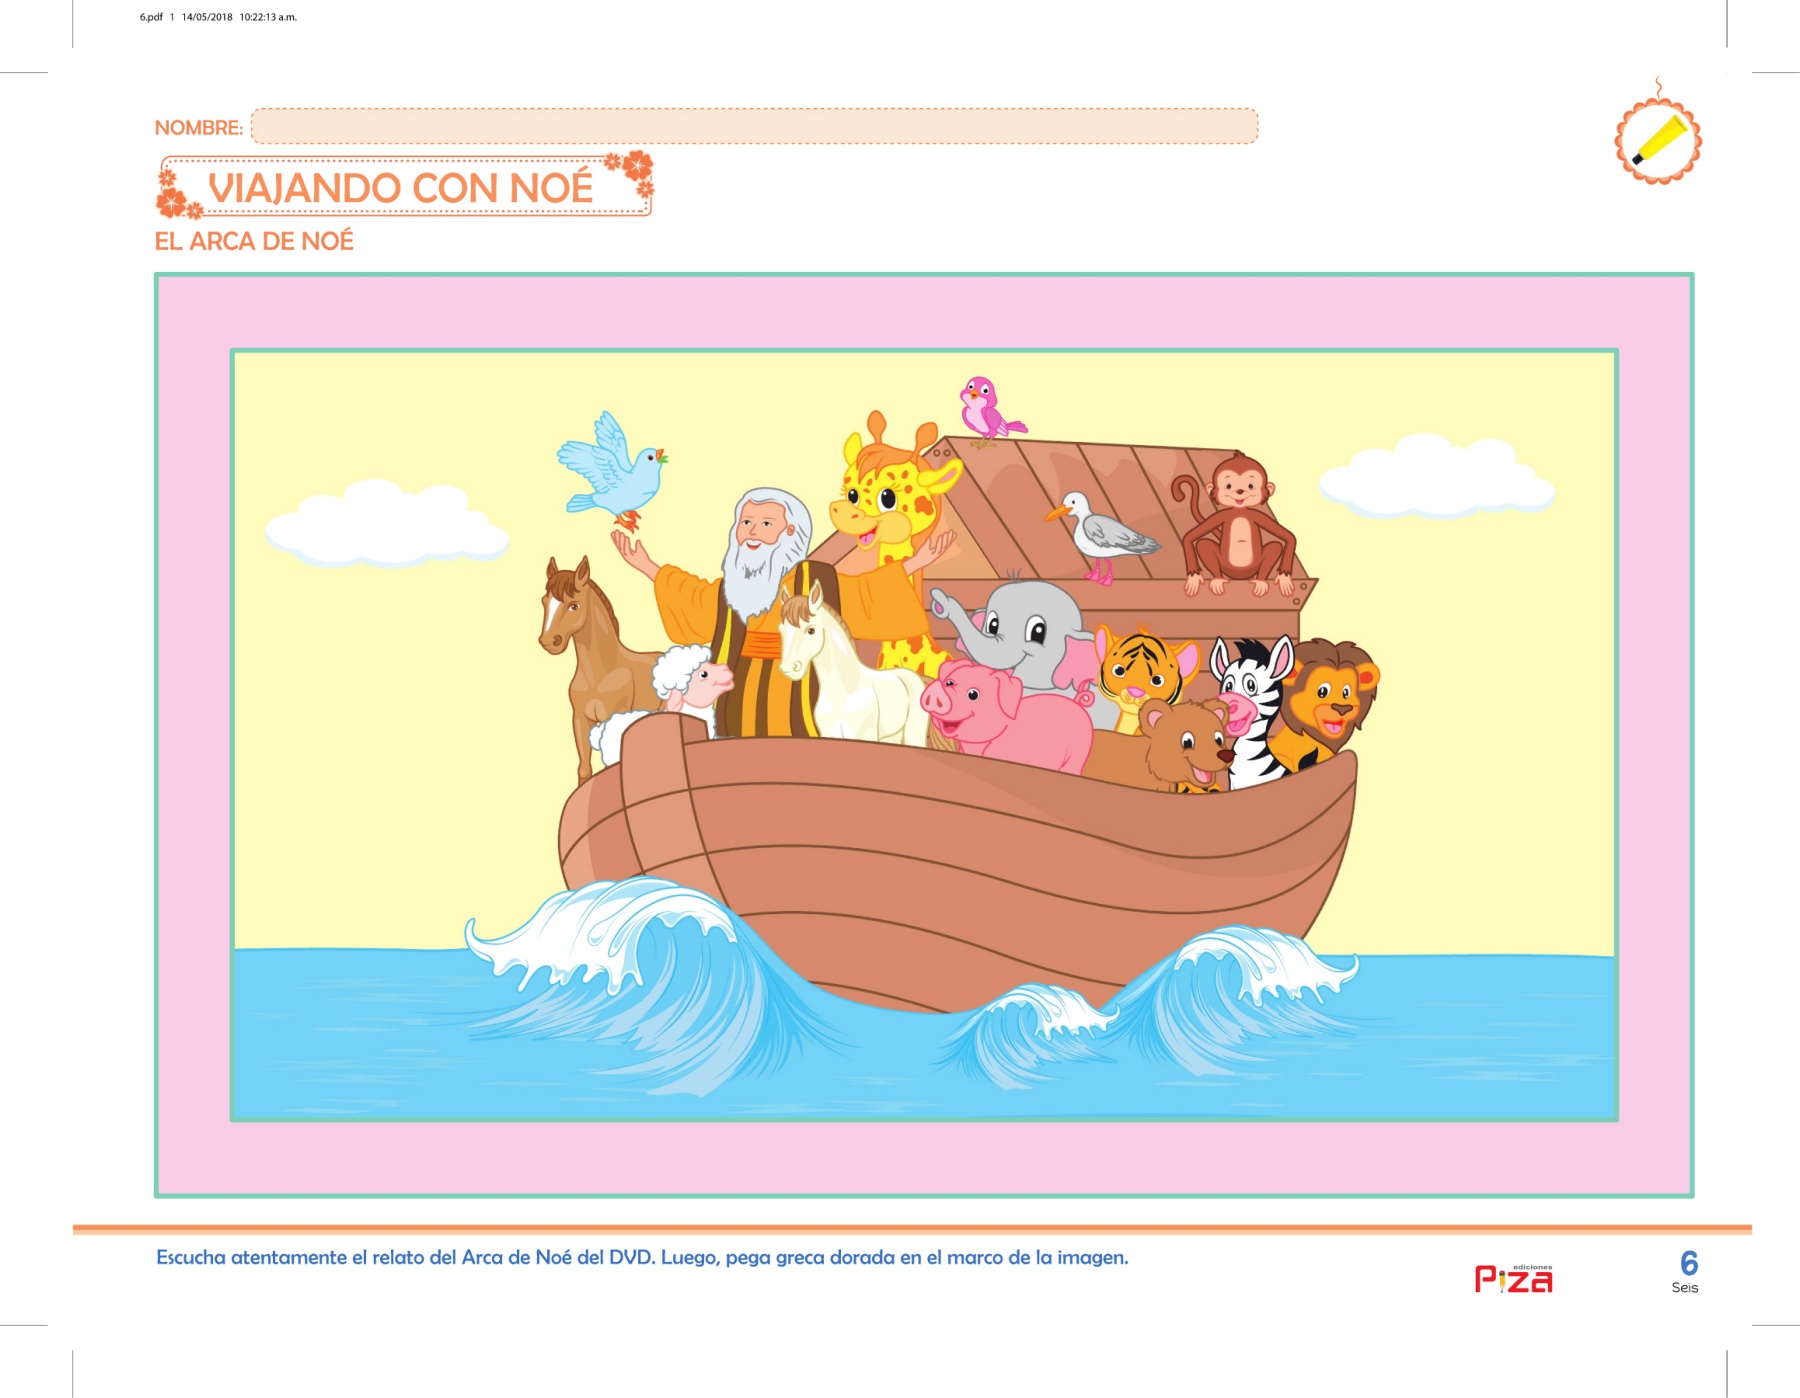 6.pdf 1 14/05/2018 10:22:13 a.m.
NOMBRE:
VIAJANDO CON NOÉ
EL ARCA DE NOÉ
Escucha atentamente el relato del Arca de Noé del DVD. Luego, pega greca dorada en el marco de la imagen.
ediciones
Piza
6
Seis